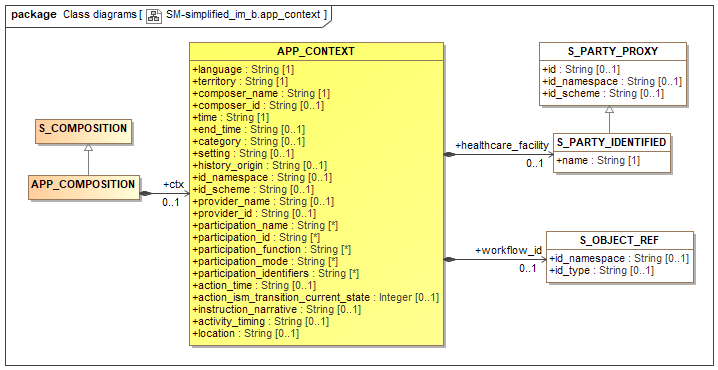 package Class diagrams [ SM-simplified_im_b.app_context ]
APP_CONTEXT
+language : String [1]
+territory : String [1]
+composer_name : String [1]
+composer_id : String [0..1]
+time : String [1]
+end_time : String [0..1]
+category : String [0..1]
+setting : String [0..1]
+history_origin : String [0..1]
+id_namespace : String [0..1]
+id_scheme : String [0..1]
+provider_name : String [0..1]
+provider_id : String [0..1]
+participation_name : String [*]
+participation_id : String [*]
+participation_function : String [*]
+participation_mode : String [*]
+participation_identifiers : String [*]
+action_time : String [0..1]
+action_ism_transition_current_state : Integer [0..1]
+instruction_narrative : String [0..1]
+activity_timing : String [0..1]
+location : String [0..1]
S_COMPOSITION
APP_COMPOSITION
+ctx
0..1
S_PARTY_PROXY
+id : String [0..1]
+id_namespace : String [0..1]
+id_scheme : String [0..1]
+healthcare_facility
0..1
S_PARTY_IDENTIFIED
+name : String [1]
+workflow_id
0..1
S_OBJECT_REF
+id_namespace : String [0..1]
+id_type : String [0..1]